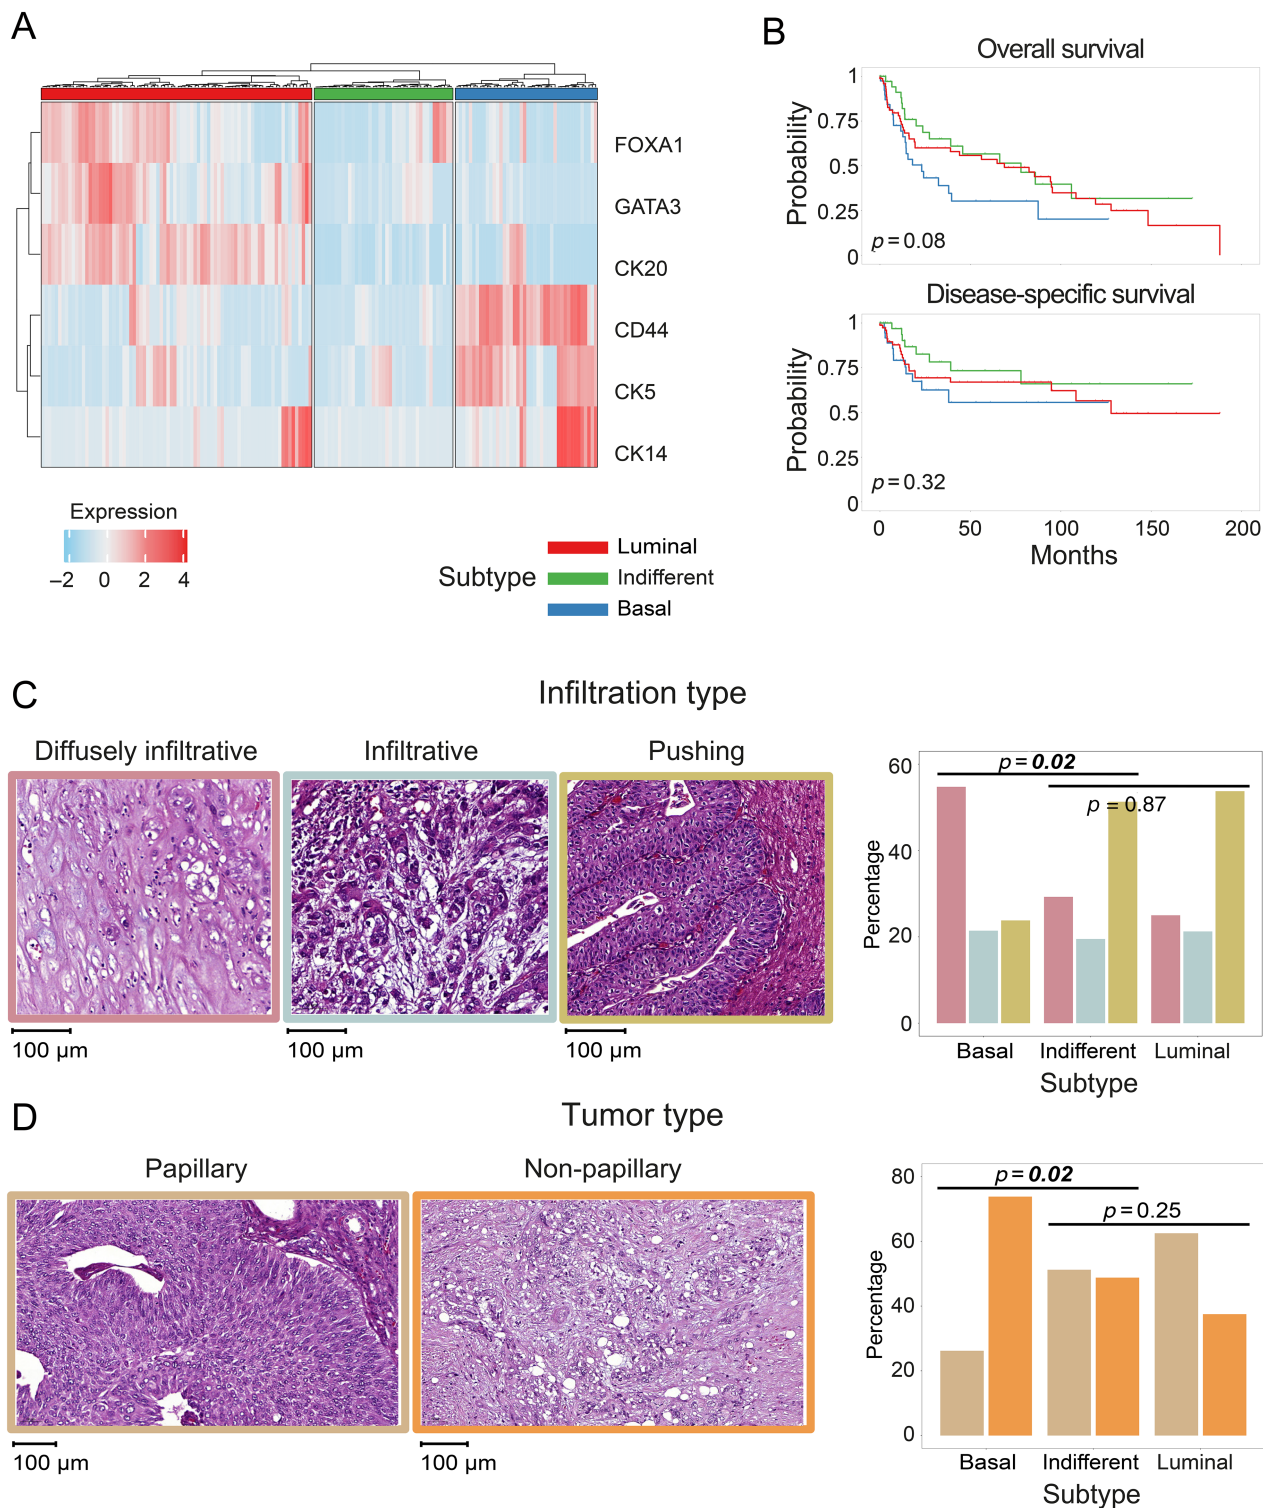 A
FOXA1
GATA3
CK20
CD44
CK5
CK14
Expression
−2 0 2 4
Subtype
Luminal
Indifferent
Basal
B
Overall survival
Probability
1
0.75
0.5
0.25
0
p = 0.08
Disease-specific survival
Probability
1
0.75
0.5
0.25
0
p = 0.32
0 50 100 150 200
Months
C
Infiltration type
Diffusely infiltrative
Infiltrative
Pushing
100 µm
100 µm
100 µm
Percentage
60
40
20
0
p = 0.02
p = 0.87
Basal Indifferent Luminal
Subtype
D
Tumor type
Papillary
Non-papillary
100 µm
100 µm
Percentage
80
60
40
20
0
p = 0.02
p = 0.25
Basal Indifferent Luminal
Subtype